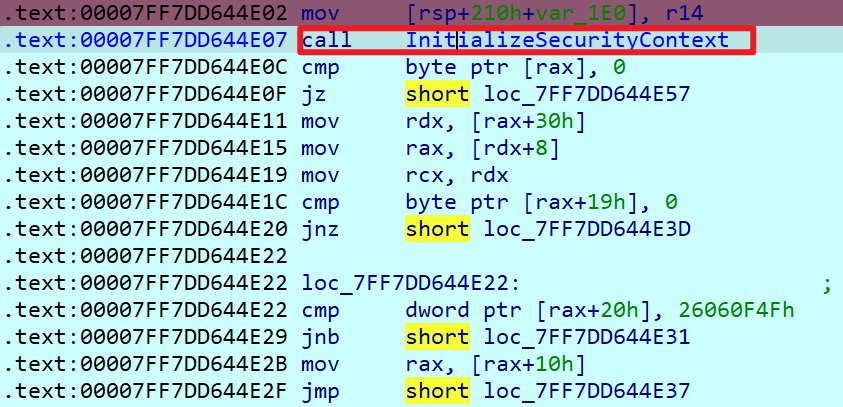 .text:00007FF7DD644E02 mov [rsp+210h+var_1E0], r14
.text:00007FF7DD644E07 call InitializeSecurityContext
.text:00007FF7DD644E0C cmp byte ptr [rax], 0
.text:00007FF7DD644E0F jz short loc_7FF7DD644E57
.text:00007FF7DD644E11 mov rdx, [rax+30h]
.text:00007FF7DD644E15 mov rax, [rdx+8]
.text:00007FF7DD644E19 mov rcx, rdx
.text:00007FF7DD644E1C cmp byte ptr [rax+19h], 0
.text:00007FF7DD644E20 jnz short loc_7FF7DD644E3D
.text:00007FF7DD644E22
.text:00007FF7DD644E22 loc_7FF7DD644E22: ;
.text:00007FF7DD644E22 cmp dword ptr [rax+20h], 26060F4Fh
.text:00007FF7DD644E29 jnb short loc_7FF7DD644E31
.text:00007FF7DD644E2B mov rax, [rax+10h]
.text:00007FF7DD644E2F jmp short loc_7FF7DD644E37